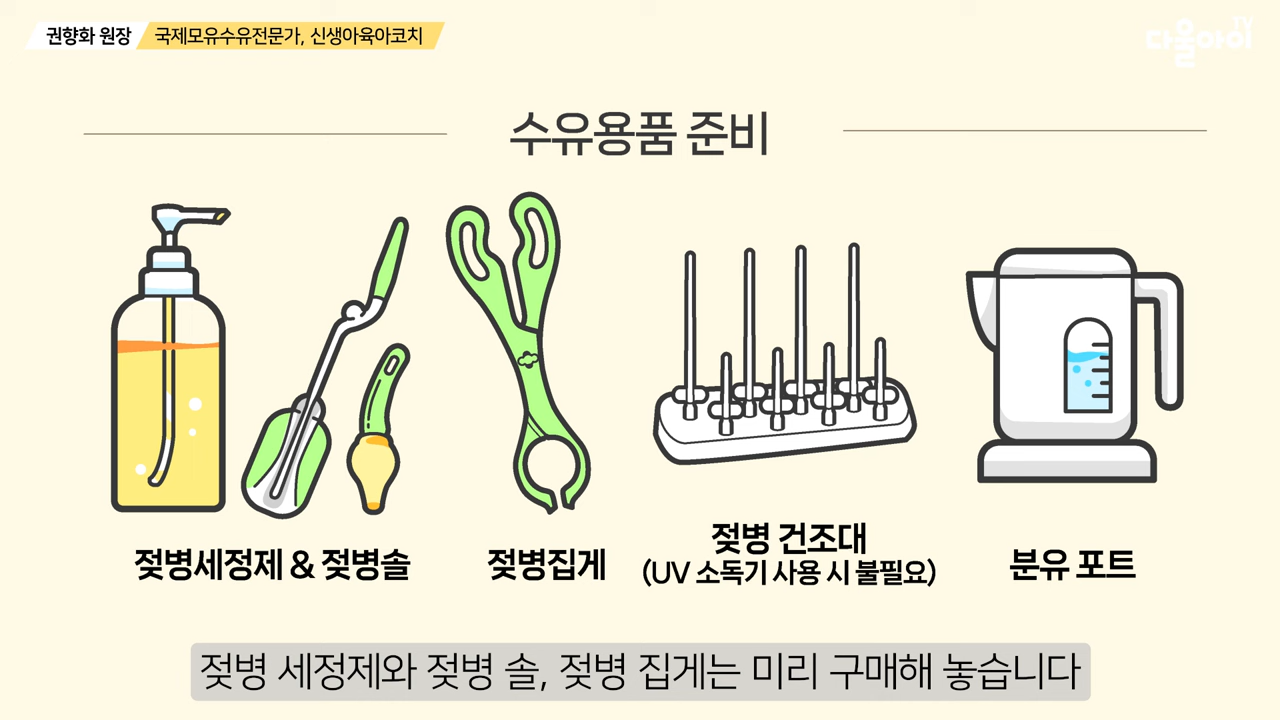 권향화 원장 국제모유수유전문가, 신생아육아코치
다울아이 TV
수유용품 준비
젖병세정제 & 젖병솔
젖병집게
젖병 건조대
(UV 소독기 사용 시 불필요)
분유 포트
젖병 세정제와 젖병 솔, 젖병 집게는 미리 구매해 놓습니다